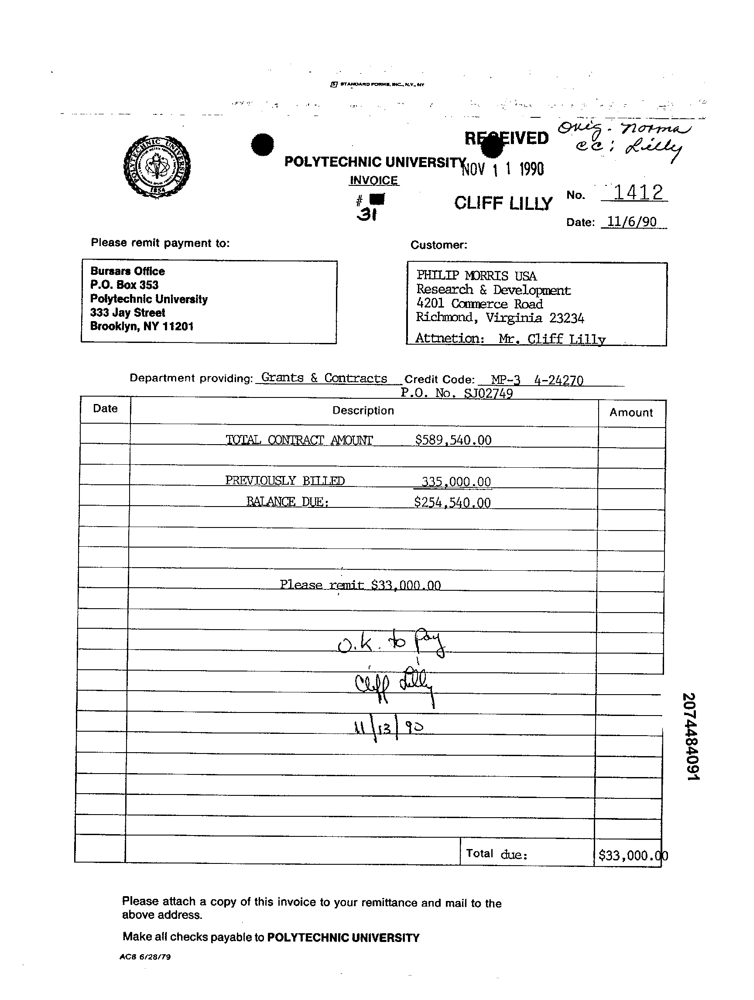 STANDARD FORMS, INC., N.Y., NY
Orig. Norma
cc: Lilly
RECEIVED
NOV 11 1990
CLIFF LILLY
POLYTECHNIC UNIVERSITY
1854
POLYTECHNIC UNIVERSITY
INVOICE
#
31
No. 1412
Date: 11/6/90
Please remit payment to:
Bursars Office
P.O. Box 353
Polytechnic University
333 Jay Street
Brooklyn, NY 11201
Customer:
PHILIP MORRIS USA
Research & Development
4201 Commerce Road
Richmond, Virginia 23234
Attnetion: Mr. Cliff Lilly
Department providing: Grants & Contracts Credit Code: MP-3 4-24270
P.O. No. SJ02749
Date Description Amount
TOTAL CONTRACT AMOUNT $589,540.00
PREVIOUSLY BILLED 335,000.00
BALANCE DUE: $254,540.00
Please remit $33,000.00
O.K. to pay
Cliff Lilly
11/13/90
Total due: $33,000.00
2074484091
Please attach a copy of this invoice to your remittance and mail to the
above address.
Make all checks payable to POLYTECHNIC UNIVERSITY
ACS 6/28/79